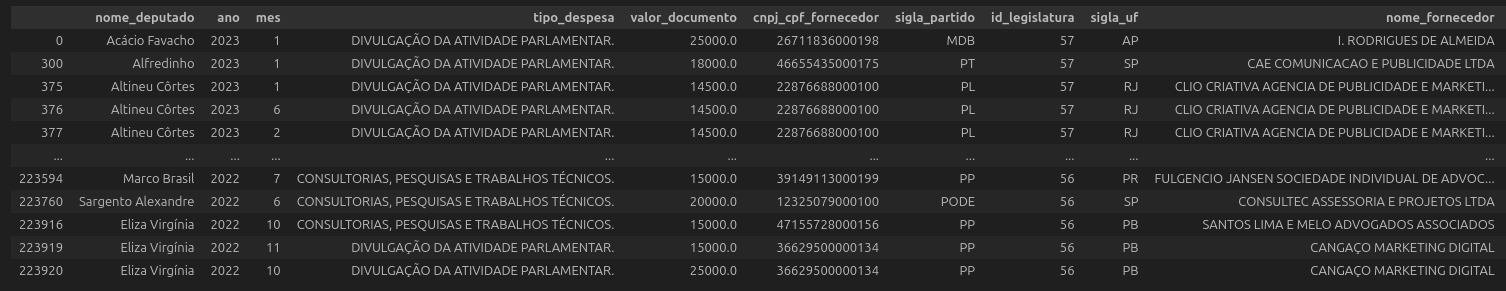 nome_deputado ano mes tipo_despesa valor_documento cnpj_cpf_fornecedor sigla_partido id_legislatura sigla_uf nome_fornecedor
0 Acácio Favacho 2023 1 DIVULGAÇÃO DA ATIVIDADE PARLAMENTAR. 25000.0 26711836000198 MDB 57 AP I. RODRIGUES DE ALMEIDA
300 Alfredinho 2023 1 DIVULGAÇÃO DA ATIVIDADE PARLAMENTAR. 18000.0 46655435000175 PT 57 SP CAE COMUNICACAO E PUBLICIDADE LTDA
375 Altineu Côrtes 2023 1 DIVULGAÇÃO DA ATIVIDADE PARLAMENTAR. 14500.0 22876688000100 PL 57 RJ CLIO CRIATIVA AGENCIA DE PUBLICIDADE E MARKETI...
376 Altineu Côrtes 2023 6 DIVULGAÇÃO DA ATIVIDADE PARLAMENTAR. 14500.0 22876688000100 PL 57 RJ CLIO CRIATIVA AGENCIA DE PUBLICIDADE E MARKETI...
377 Altineu Côrtes 2023 2 DIVULGAÇÃO DA ATIVIDADE PARLAMENTAR. 14500.0 22876688000100 PL 57 RJ CLIO CRIATIVA AGENCIA DE PUBLICIDADE E MARKETI...
... ... ... ... ... ... ... ... ... ... ...
223594 Marco Brasil 2022 7 CONSULTORIAS, PESQUISAS E TRABALHOS TÉCNICOS. 15000.0 39149113000199 PP 56 PR FULGENCIO JANSEN SOCIEDADE INDIVIDUAL DE ADVOC...
223760 Sargento Alexandre 2022 6 CONSULTORIAS, PESQUISAS E TRABALHOS TÉCNICOS. 20000.0 12325079000100 PODE 56 SP CONSULTEC ASSESSORIA E PROJETOS LTDA
223916 Eliza Virgínia 2022 10 CONSULTORIAS, PESQUISAS E TRABALHOS TÉCNICOS. 15000.0 47155728000156 PP 56 PB SANTOS LIMA E MELO ADVOGADOS ASSOCIADOS
223919 Eliza Virgínia 2022 11 DIVULGAÇÃO DA ATIVIDADE PARLAMENTAR. 15000.0 36629500000134 PP 56 PB CANGAÇO MARKETING DIGITAL
223920 Eliza Virgínia 2022 10 DIVULGAÇÃO DA ATIVIDADE PARLAMENTAR. 25000.0 36629500000134 PP 56 PB CANGAÇO MARKETING DIGITAL